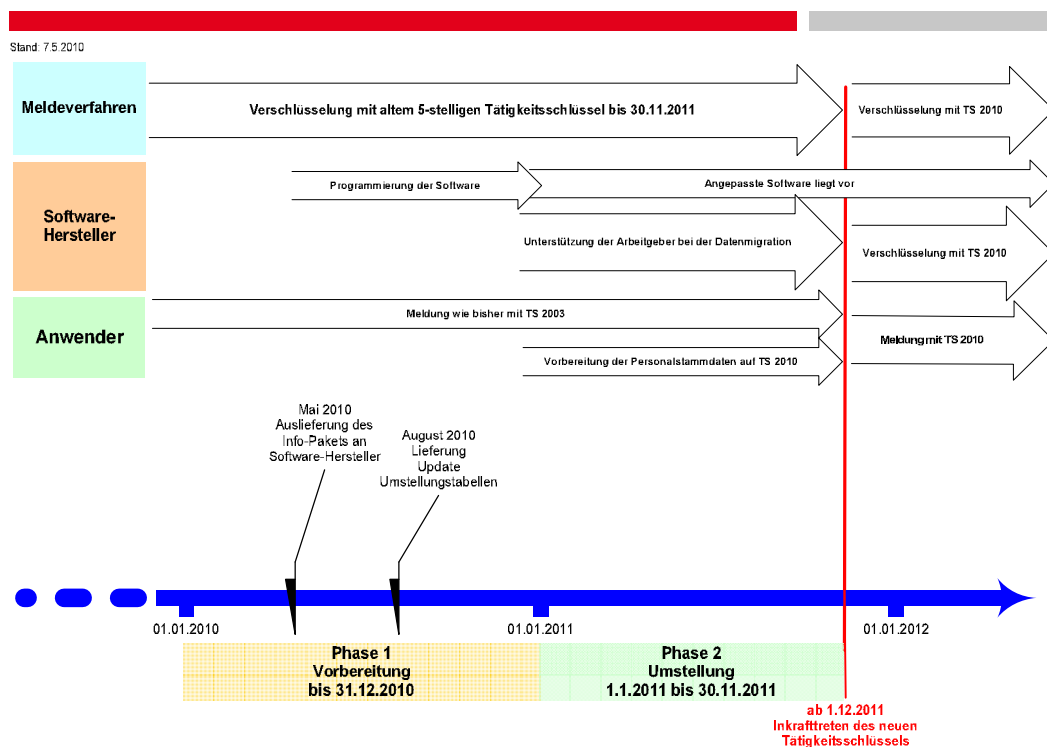 Stand: 7.5.2010
Meldeverfahren
Verschlüsselung mit altem 5-stelligen Tätigkeitsschlüssel bis 30.11.2011
Verschlüsselung mit TS 2010
Software-
Hersteller
Programmierung der Software
Angepasste Software liegt vor
Unterstützung der Arbeitgeber bei der Datenmigration
Verschlüsselung mit TS 2010
Anwender
Meldung wie bisher mit TS 2003
Meldung mit TS 2010
Vorbereitung der Personalstammdaten auf TS 2010
Mai 2010
Auslieferung des
Info-Pakets an
Software-Hersteller
August 2010
Lieferung
Update
Umstellungstabellen
01.01.2010
01.01.2011
01.01.2012
Phase 1
Vorbereitung
bis 31.12.2010
Phase 2
Umstellung
1.1.2011 bis 30.11.2011
ab 1.12.2011
Inkrafttreten des neuen
Tätigkeitsschlüssels